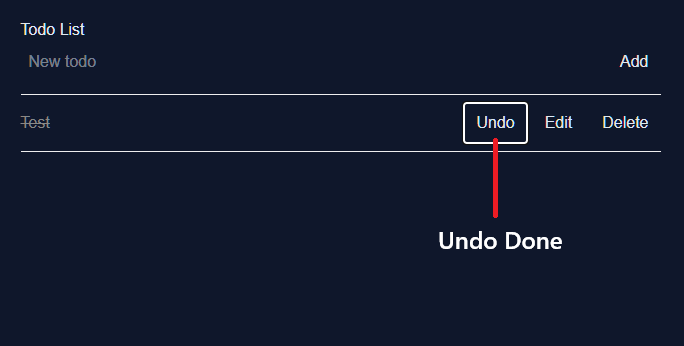 Todo List
New todo Add
Test Undo Edit Delete
Undo Done